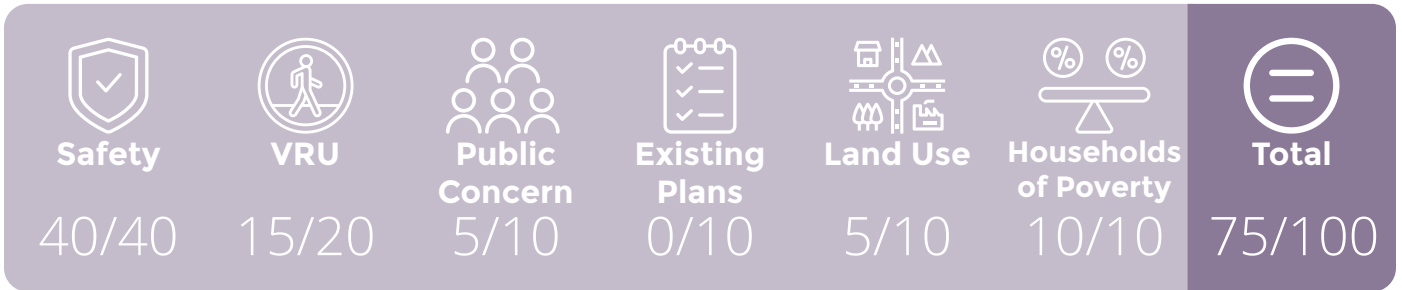 % %
Safety VRU Public Existing Land Use Households Total
Concern Plans of Poverty
40/40 15/20 5/10 0/10 5/10 10/10 75/100